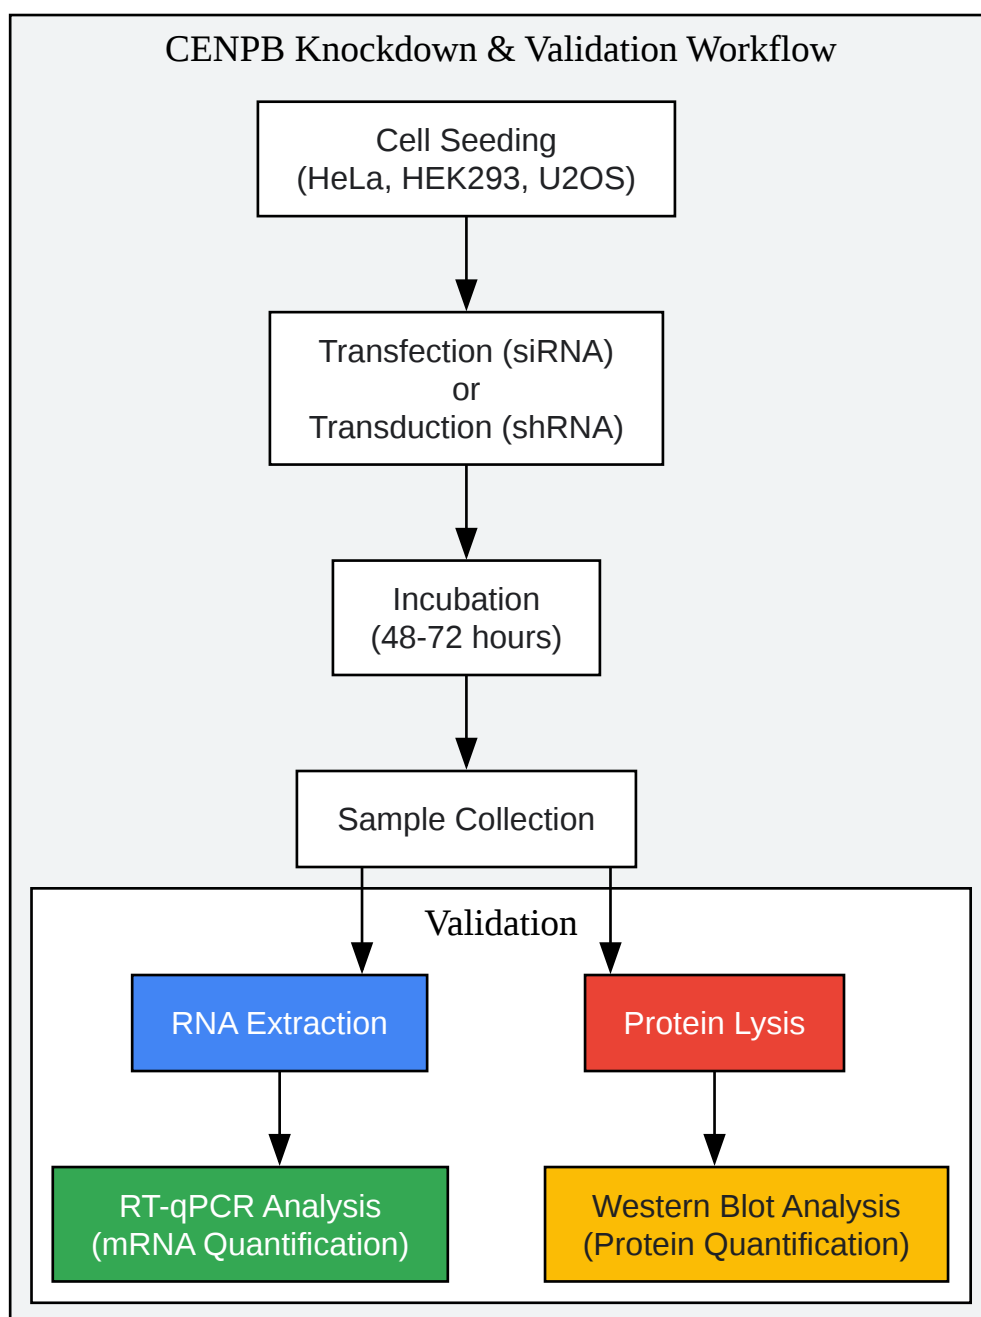 CENPB Knockdown & Validation Workflow
Cell Seeding
(HeLa, HEK293, U2OS)
Transfection (siRNA)
or
Transduction (shRNA)
Incubation
(48-72 hours)
Sample Collection
Validation
RNA Extraction
Protein Lysis
RT-qPCR Analysis
(mRNA Quantification)
Western Blot Analysis
(Protein Quantification)